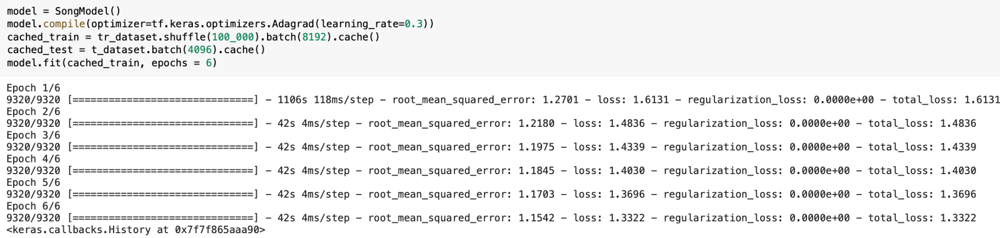 model = SongModel()
model.compile(optimizer=tf.keras.optimizers.Adagrad(learning_rate=0.3))
cached_train = tr_dataset.shuffle(100_000).batch(8192).cache()
cached_test = t_dataset.batch(4096).cache()
model.fit(cached_train, epochs = 6)
Epoch 1/6
9320/9320 [==============================] - 1106s 118ms/step - root_mean_squared_error: 1.2701 - loss: 1.6131 - regularization_loss: 0.0000e+00 - total_loss: 1.6131
Epoch 2/6
9320/9320 [==============================] - 42s 4ms/step - root_mean_squared_error: 1.2180 - loss: 1.4836 - regularization_loss: 0.0000e+00 - total_loss: 1.4836
Epoch 3/6
9320/9320 [==============================] - 42s 4ms/step - root_mean_squared_error: 1.1975 - loss: 1.4339 - regularization_loss: 0.0000e+00 - total_loss: 1.4339
Epoch 4/6
9320/9320 [==============================] - 42s 4ms/step - root_mean_squared_error: 1.1845 - loss: 1.4030 - regularization_loss: 0.0000e+00 - total_loss: 1.4030
Epoch 5/6
9320/9320 [==============================] - 42s 4ms/step - root_mean_squared_error: 1.1703 - loss: 1.3696 - regularization_loss: 0.0000e+00 - total_loss: 1.3696
Epoch 6/6
9320/9320 [==============================] - 42s 4ms/step - root_mean_squared_error: 1.1542 - loss: 1.3322 - regularization_loss: 0.0000e+00 - total_loss: 1.3322
<keras.callbacks.History at 0x7f7f865aaa90>